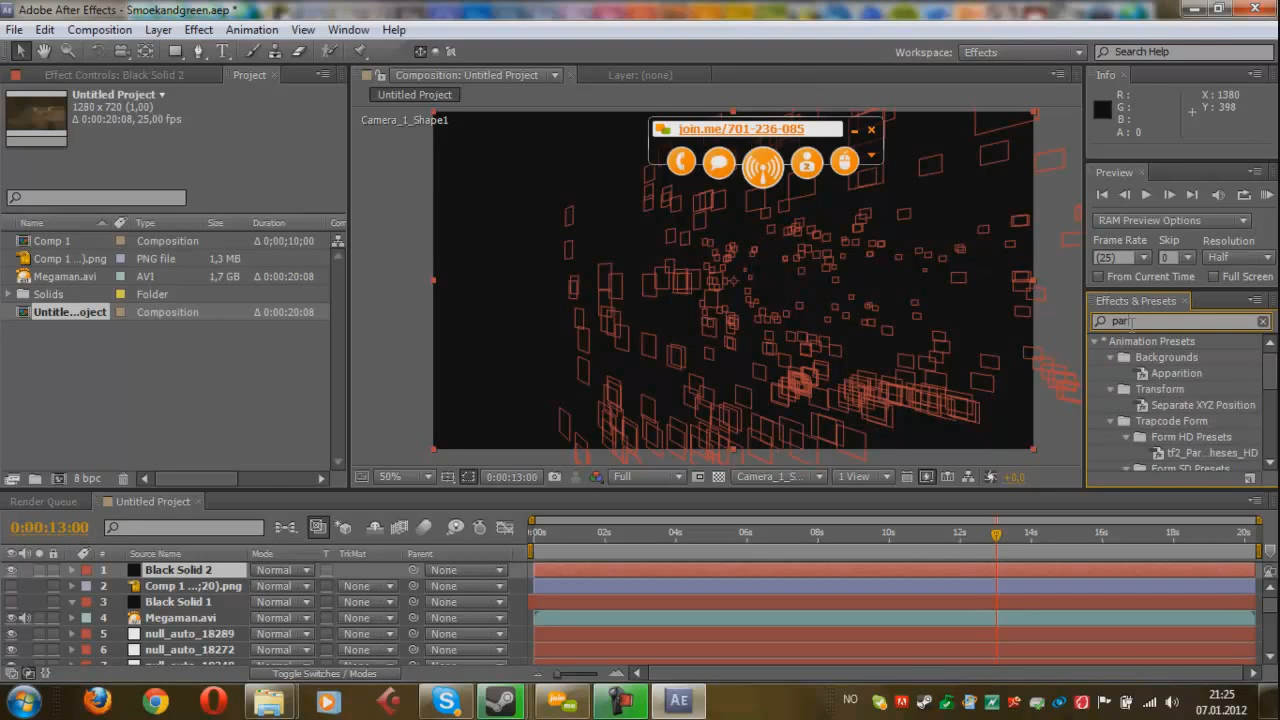 Adobe After Effects - Smoekandgreen.aep *
File Edit Composition Layer Effect Animation View Window Help
Workspace: Effects Search Help
Effect Controls: Black Solid 2 Project
Composition: Untitled Project Layer: (none)
Info
Untitled Project
1280 x 720 (1,00)
Δ 0:00:20:08, 25,00 fps
Untitled Project
Camera_1_Shape1
join.me/701-236-085
2
R :
G :
B :
A : 0
X : 1380
Y : 398
Preview
RAM Preview Options
Frame Rate Skip Resolution
(25) 0 Half
From Current Time Full Screen
Name Type Size Duration Co
Comp 1 Composition Δ 0;00;10;00
Comp 1 ...).png PNG file 1,3 MB
Megaman.avi AVI 1,7 GB Δ 0:00:20:08
Solids Folder
Untitle...oject Composition Δ 0:00:20:08
Effects & Presets
par
* Animation Presets
Backgrounds
Apparition
Transform
Separate XYZ Position
Trapcode Form
Form HD Presets
tf2_Par...heses_HD
Form SD Presets
8 bpc
50% 0:00:13:00 Full Camera_1_S... 1 View +0,0
Render Queue Untitled Project
0:00:13:00
:00s 02s 04s 06s 08s 10s 12s 14s 16s 18s 20s
# Source Name Mode T TrkMat Parent
1 Black Solid 2 Normal None
2 Comp 1 ...;20).png Normal None None
3 Black Solid 1 Normal None None
4 Megaman.avi Normal None None
5 null_auto_18289 Normal None None
6 null_auto_18272 Normal None None
Toggle Switches / Modes
NO
21:25
07.01.2012